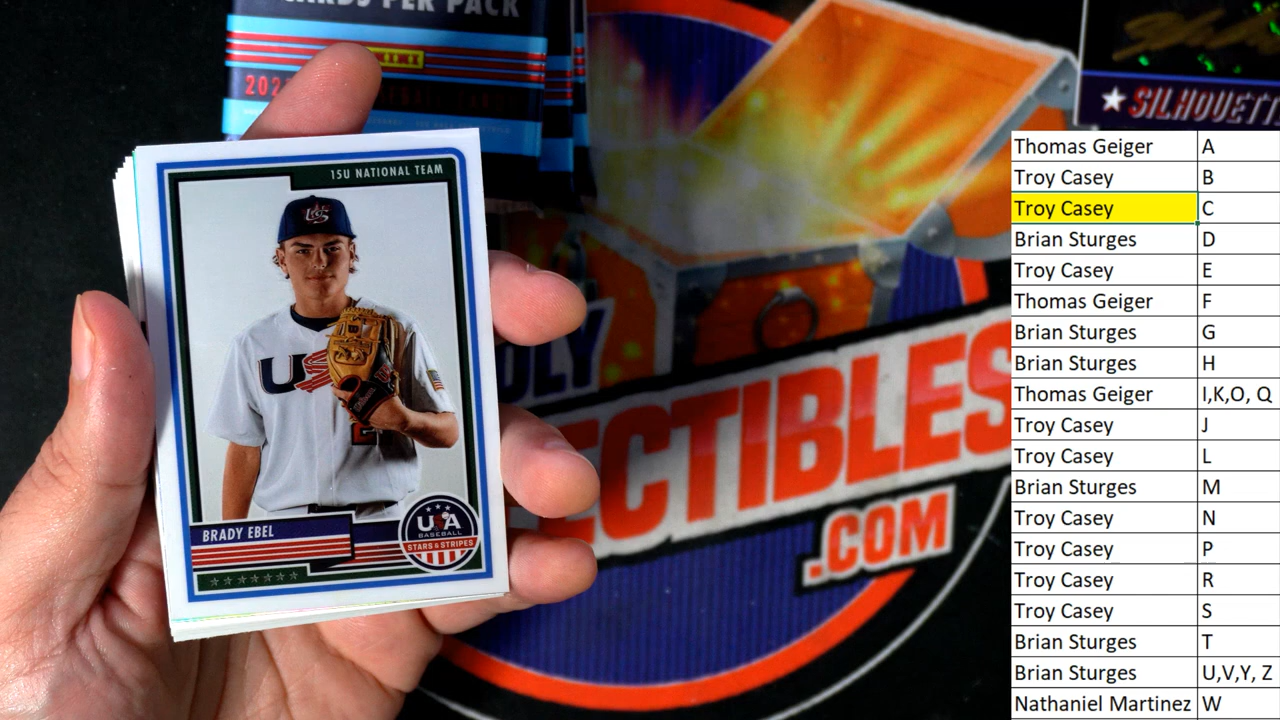 CARDS PER PACK
PANINI
15U NATIONAL TEAM
US
BRADY EBEL
USA
BASEBALL
STARS & STRIPES
ECTIBLES
.COM
SILHOUETT
Thomas Geiger A
Troy Casey B
Troy Casey C
Brian Sturges D
Troy Casey E
Thomas Geiger F
Brian Sturges G
Brian Sturges H
Thomas Geiger I,K,O, Q
Troy Casey J
Troy Casey L
Brian Sturges M
Troy Casey N
Troy Casey P
Troy Casey R
Troy Casey S
Brian Sturges T
Brian Sturges U,V,Y, Z
Nathaniel Martinez W